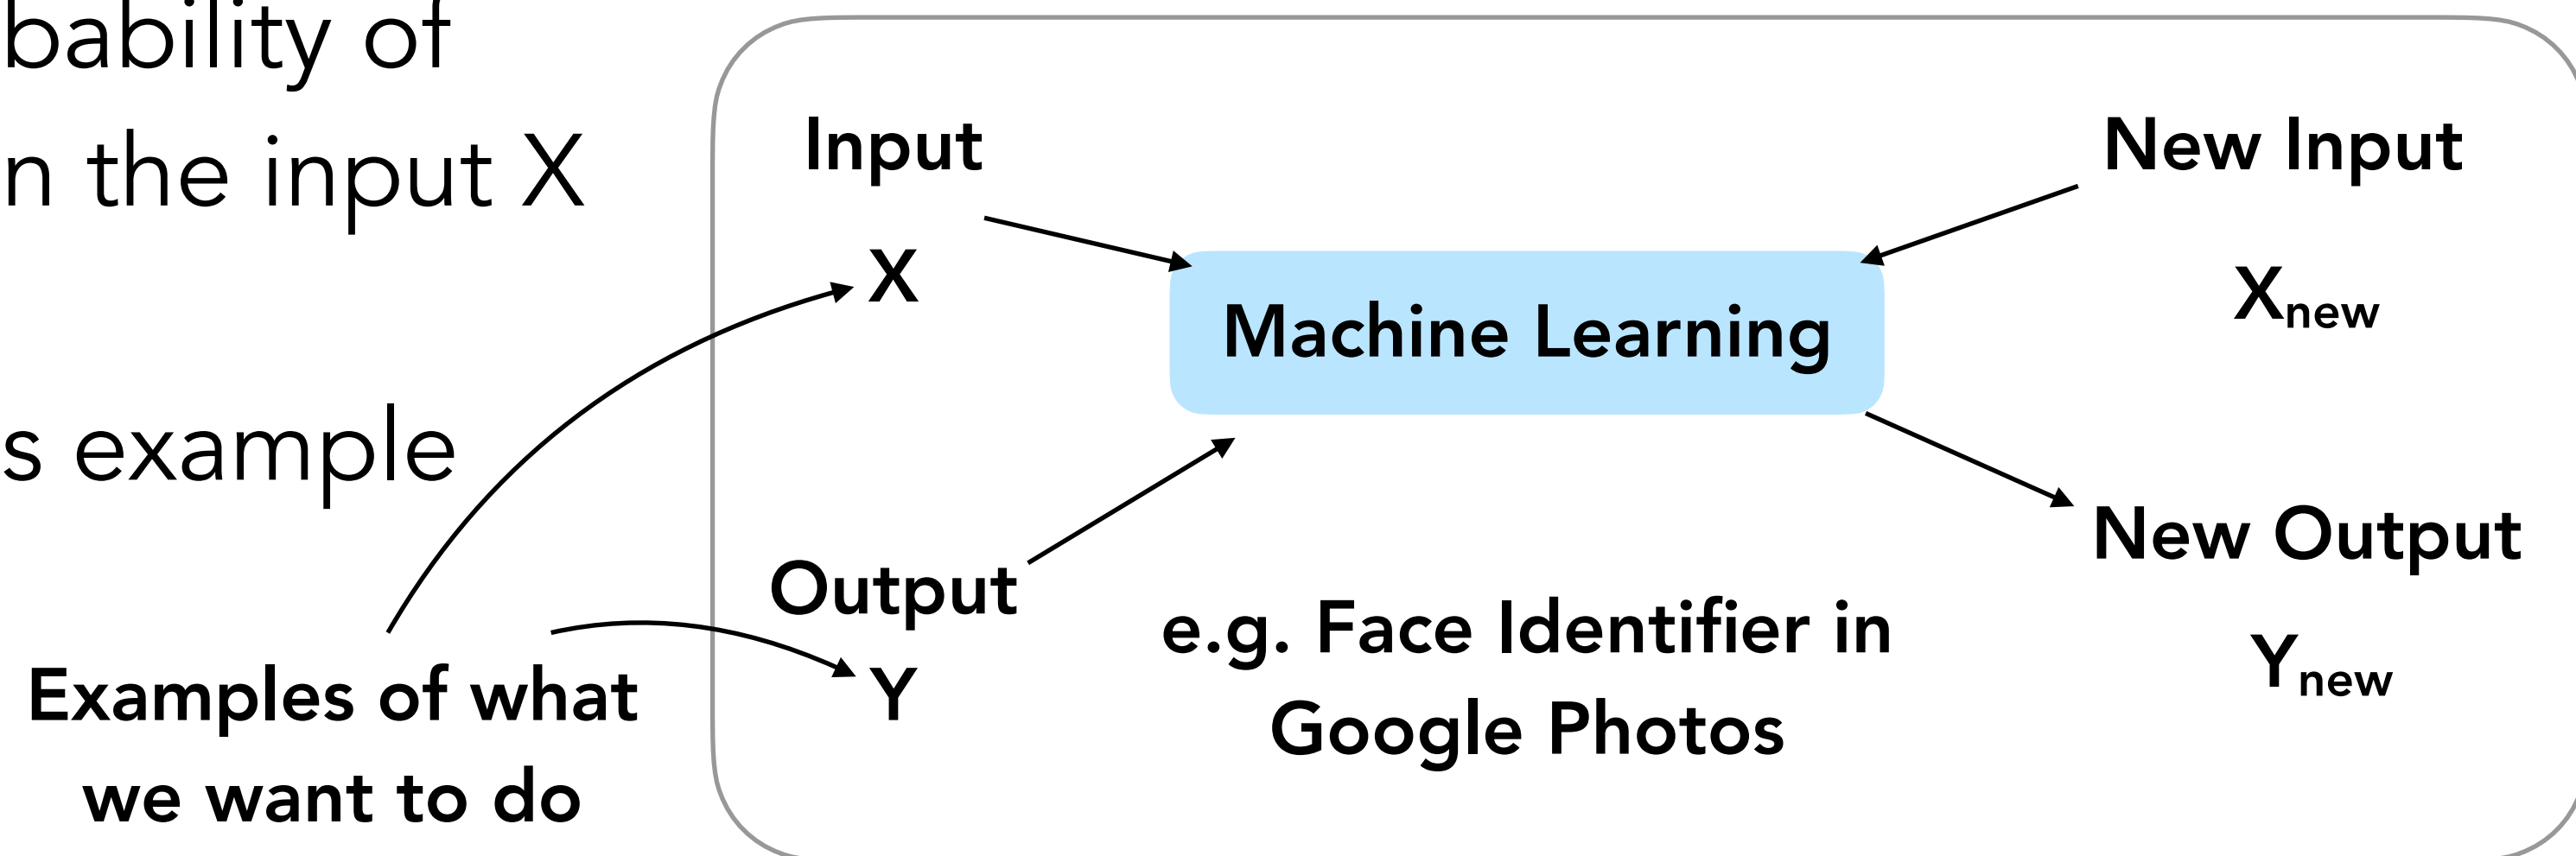 bability of
n the input X
s example
Examples of what
we want to do
Input
X
Output
Y
Machine Learning
e.g. Face Identifier in
Google Photos
New Input
Xnew
New Output
Ynew